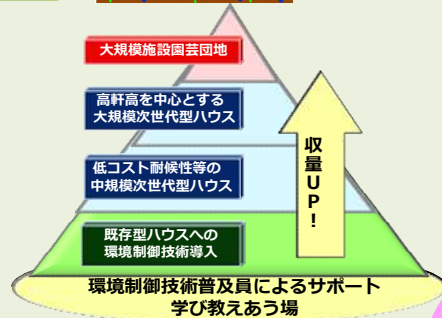 大規模施設園芸団地
高軒高を中心とする
大規模次世代型ハウス
低コスト耐候性等の
中規模次世代型ハウス
収量UP!
既存型ハウスへの
環境制御技術導入
環境制御技術普及員によるサポート
学び教えあう場